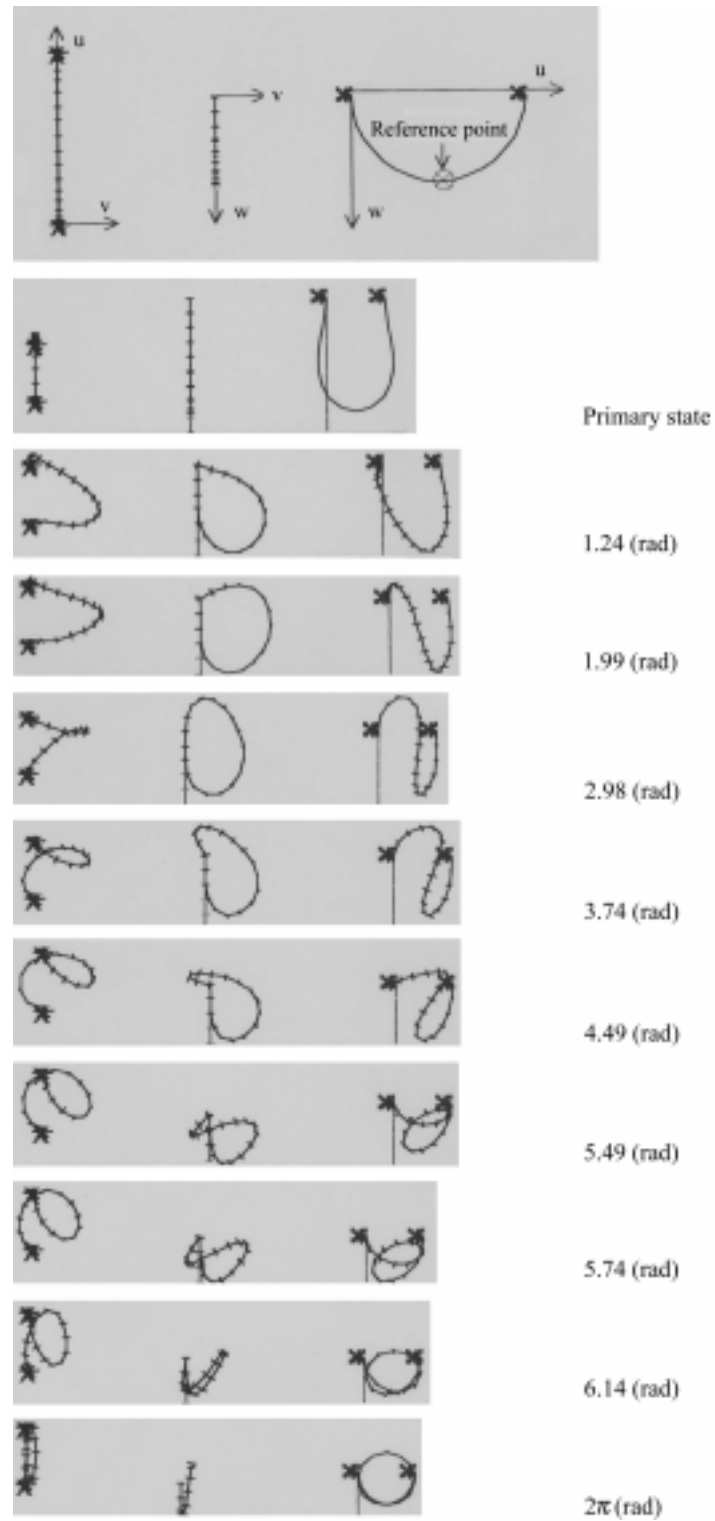 u
v
v
w
u
Reference point
w
Primary state
1.24 (rad)
1.99 (rad)
2.98 (rad)
3.74 (rad)
4.49 (rad)
5.49 (rad)
5.74 (rad)
6.14 (rad)
2π (rad)